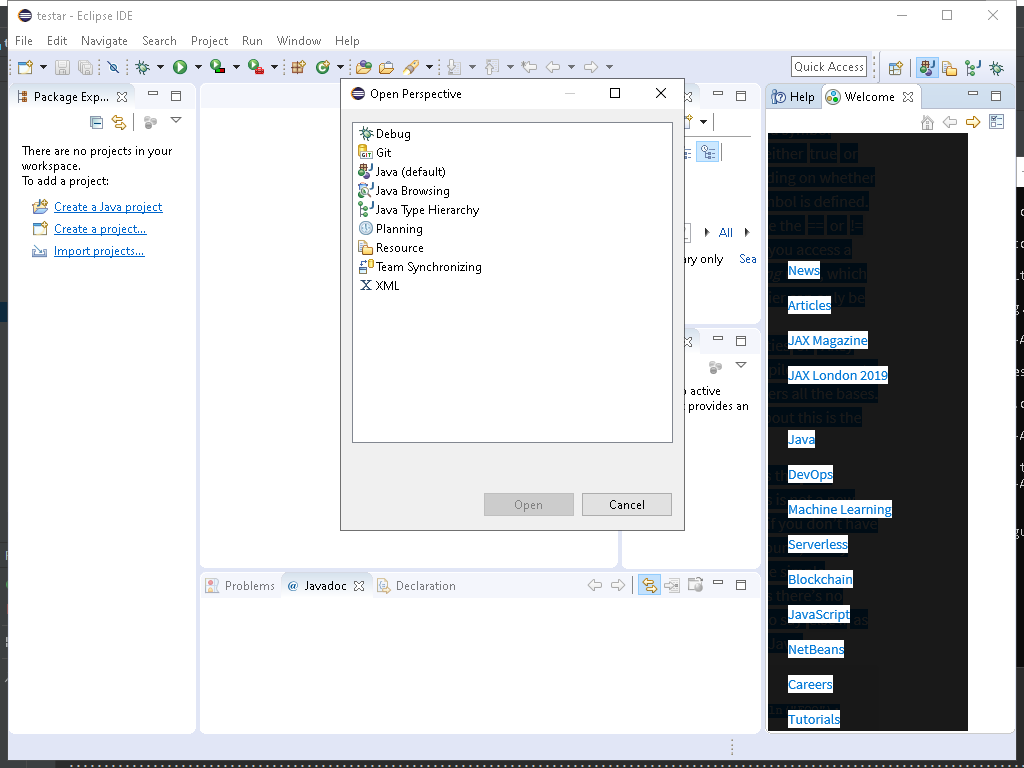 testar - Eclipse IDE
File Edit Navigate Search Project Run Window Help
Quick Access
Package Exp...
Help
Welcome
There are no projects in your
workspace.
To add a project:
Create a Java project
Create a project...
Import projects...
Open Perspective
Debug
Git
Java (default)
Java Browsing
Java Type Hierarchy
Planning
Resource
Team Synchronizing
XML
Open
Cancel
All
ry only Sea
active
provides an
Problems
@ Javadoc
Declaration
either true or
ding on whether
mbol is defined.
e the == or !=
you access a
which
be
ers all the bases.
out this is the
if you don't have
s there's no
as
News
Articles
JAX Magazine
JAX London 2019
Java
DevOps
Machine Learning
Serverless
Blockchain
JavaScript
NetBeans
Careers
Tutorials